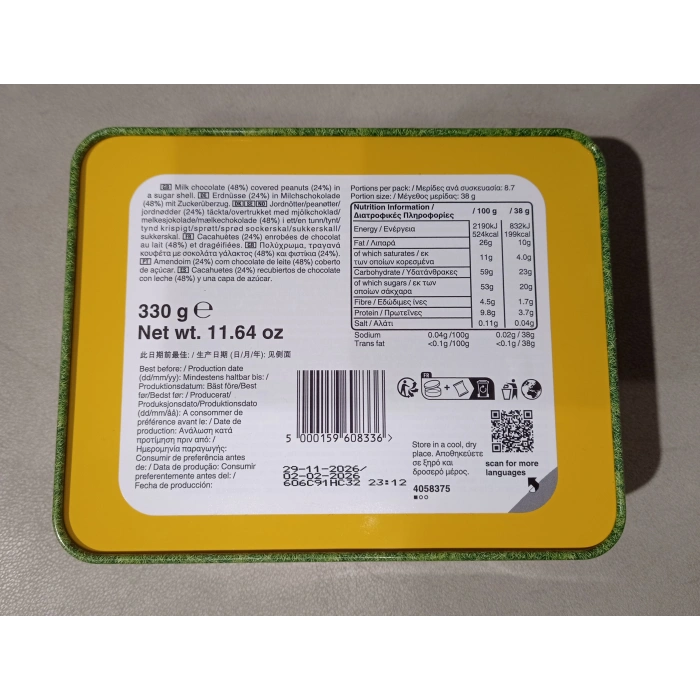 GB Milk chocolate (48%) covered peanuts (24%) in
a sugar shell. DE Erdnüsse (24%) in Milchschokolade
(48%) mit Zuckerüberzug. DK SE NO Jordnötter/peanøtter/
jordnødder (24%) täckta/overtrukket med mjölkchoklad/
melkesjokolade/mælkechokolade (48%) i ett/en tunn/tynt/
tynd krispigt/sprøtt/sprød sockerskal/sukkerskall/
sukkerskal. FR Cacahuètes (24%) enrobées de chocolat
au lait (48%) et dragéifiées. GR Πολύχρωμα, τραγανά
κουφέτα με σοκολάτα γάλακτος (48%) και φιστίκια (24%).
PT Amendoim (24%) com chocolate de leite (48%) coberto
de açúcar. ES Cacahuetes (24%) recubiertos de chocolate
con leche (48%) y una capa de azúcar.
330 g e
Net wt. 11.64 oz
此日期前最佳: / 生产日期 (日/月/年): 见侧面
Best before: / Production date
(dd/mm/yy): Mindestens haltbar bis: /
Produktionsdatum: Bäst före/Best
før/Bedst før: / Producerat/
Produksjonsdato/Produktionsdato
(dd/mm/åå): A consommer de
préférence avant le: / Date de
production: Ανάλωση κατά
προτίμηση πριν από: /
Ημερομηνία παραγωγής:
Consumir de preferência antes
de: / Data de produção: Consumir
preferentemente antes del: /
Fecha de producción:
Portions per pack: / Μερίδες ανά συσκευασία: 8.7
Portion size: / Μέγεθος μερίδας: 38 g
Nutrition Information /
Διατροφικές Πληροφορίες / 100 g / 38 g
Energy / Ενέργεια 2190kJ 832kJ
524kcal 199kcal
Fat / Λιπαρά 26g 10g
of which saturates / εκ
των οποίων κορεσμένα 11g 4.0g
Carbohydrate / Υδατάνθρακες 59g 23g
of which sugars / εκ των
οποίων σάκχαρα 53g 20g
Fibre / Εδώδιμες ίνες 4.5g 1.7g
Protein / Πρωτεΐνες 9.8g 3.7g
Salt / Αλάτι 0.11g 0.04g
Sodium 0.04g /100g 0.02g / 38g
Trans fat <0.1g /100g <0.1g / 38g
FR
5 000159 608336 >
29-11-2026/
02-02-2026
606C91HC32 23:12
Store in a cool, dry
place. Αποθηκεύετε
σε ξηρό και
δροσερό μέρος.
4058375
scan for more
languages